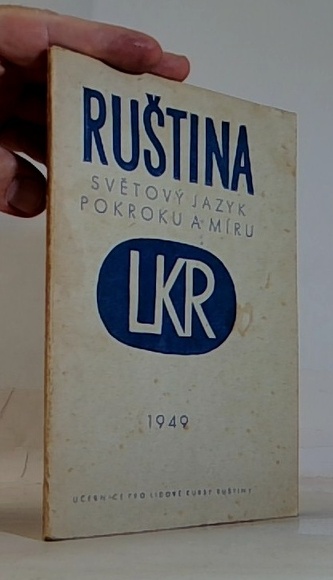 RUŠTINA
SVĚTOVÝ JAZYK
POKROKU A MÍRU
LKR
1949
UČEBNICE PRO LIDOVÉ KURSY RUŠTINY